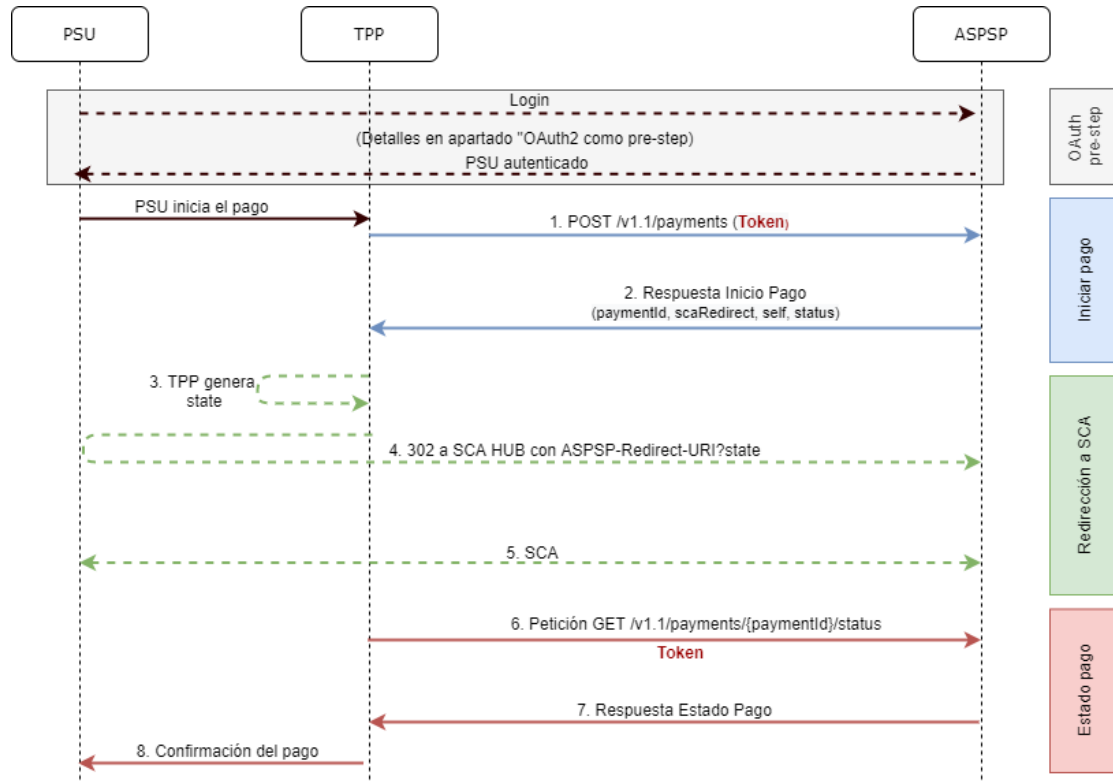 PSU
TPP
ASPSP
Login
(Detalles en apartado "OAuth2 como pre-step)
PSU autenticado
OAuth
pre-step
PSU inicia el pago
1. POST /v1.1/payments (Token)
2. Respuesta Inicio Pago
(paymentId, scaRedirect, self, status)
Iniciar pago
3. TPP genera
state
4. 302 a SCA HUB con ASPSP-Redirect-URI?state
5. SCA
Redirección a SCA
6. Petición GET /v1.1/payments/{paymentId}/status
Token
7. Respuesta Estado Pago
8. Confirmación del pago
Estado pago